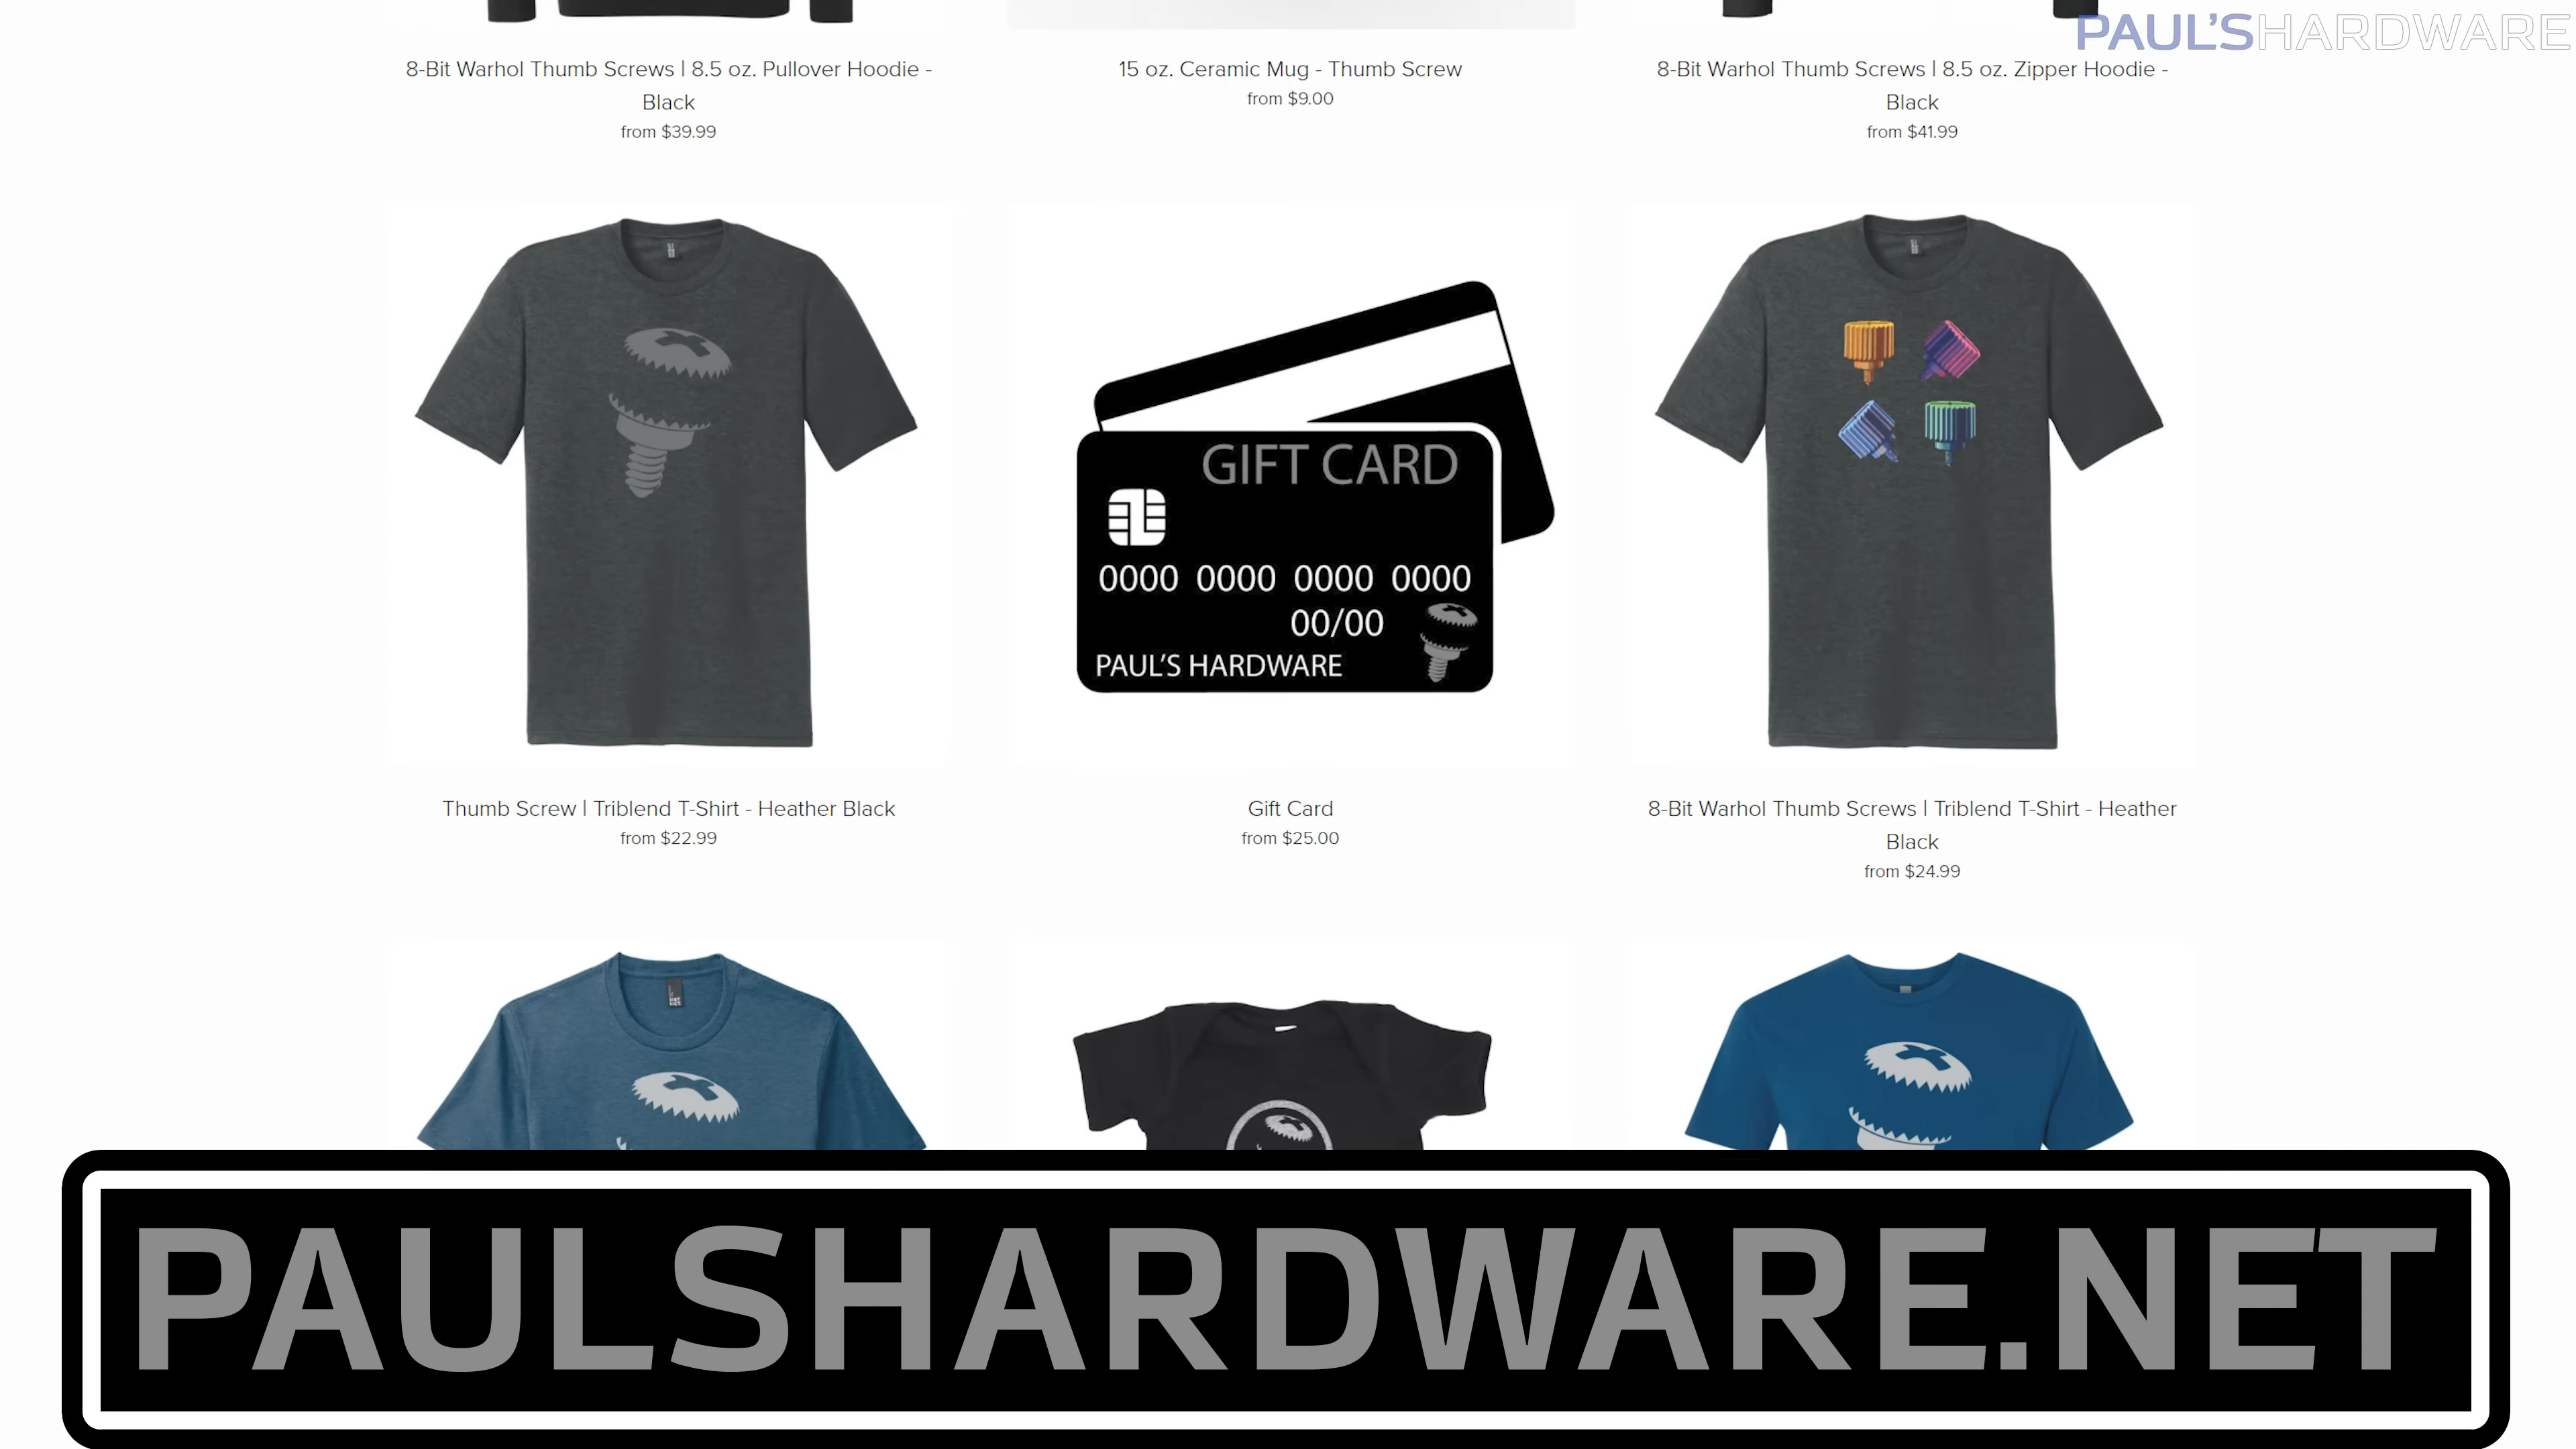 PAUL'SHARDWARE
8-Bit Warhol Thumb Screws | 8.5 oz. Pullover Hoodie -
Black
from $39.99
15 oz. Ceramic Mug - Thumb Screw
from $9.00
8-Bit Warhol Thumb Screws | 8.5 oz. Zipper Hoodie -
Black
from $41.99
GIFT CARD
0000 0000 0000 0000
00/00
PAUL'S HARDWARE
Thumb Screw | Triblend T-Shirt - Heather Black
from $22.99
Gift Card
from $25.00
8-Bit Warhol Thumb Screws | Triblend T-Shirt - Heather
Black
from $24.99
PAULSHARDWARE.NET